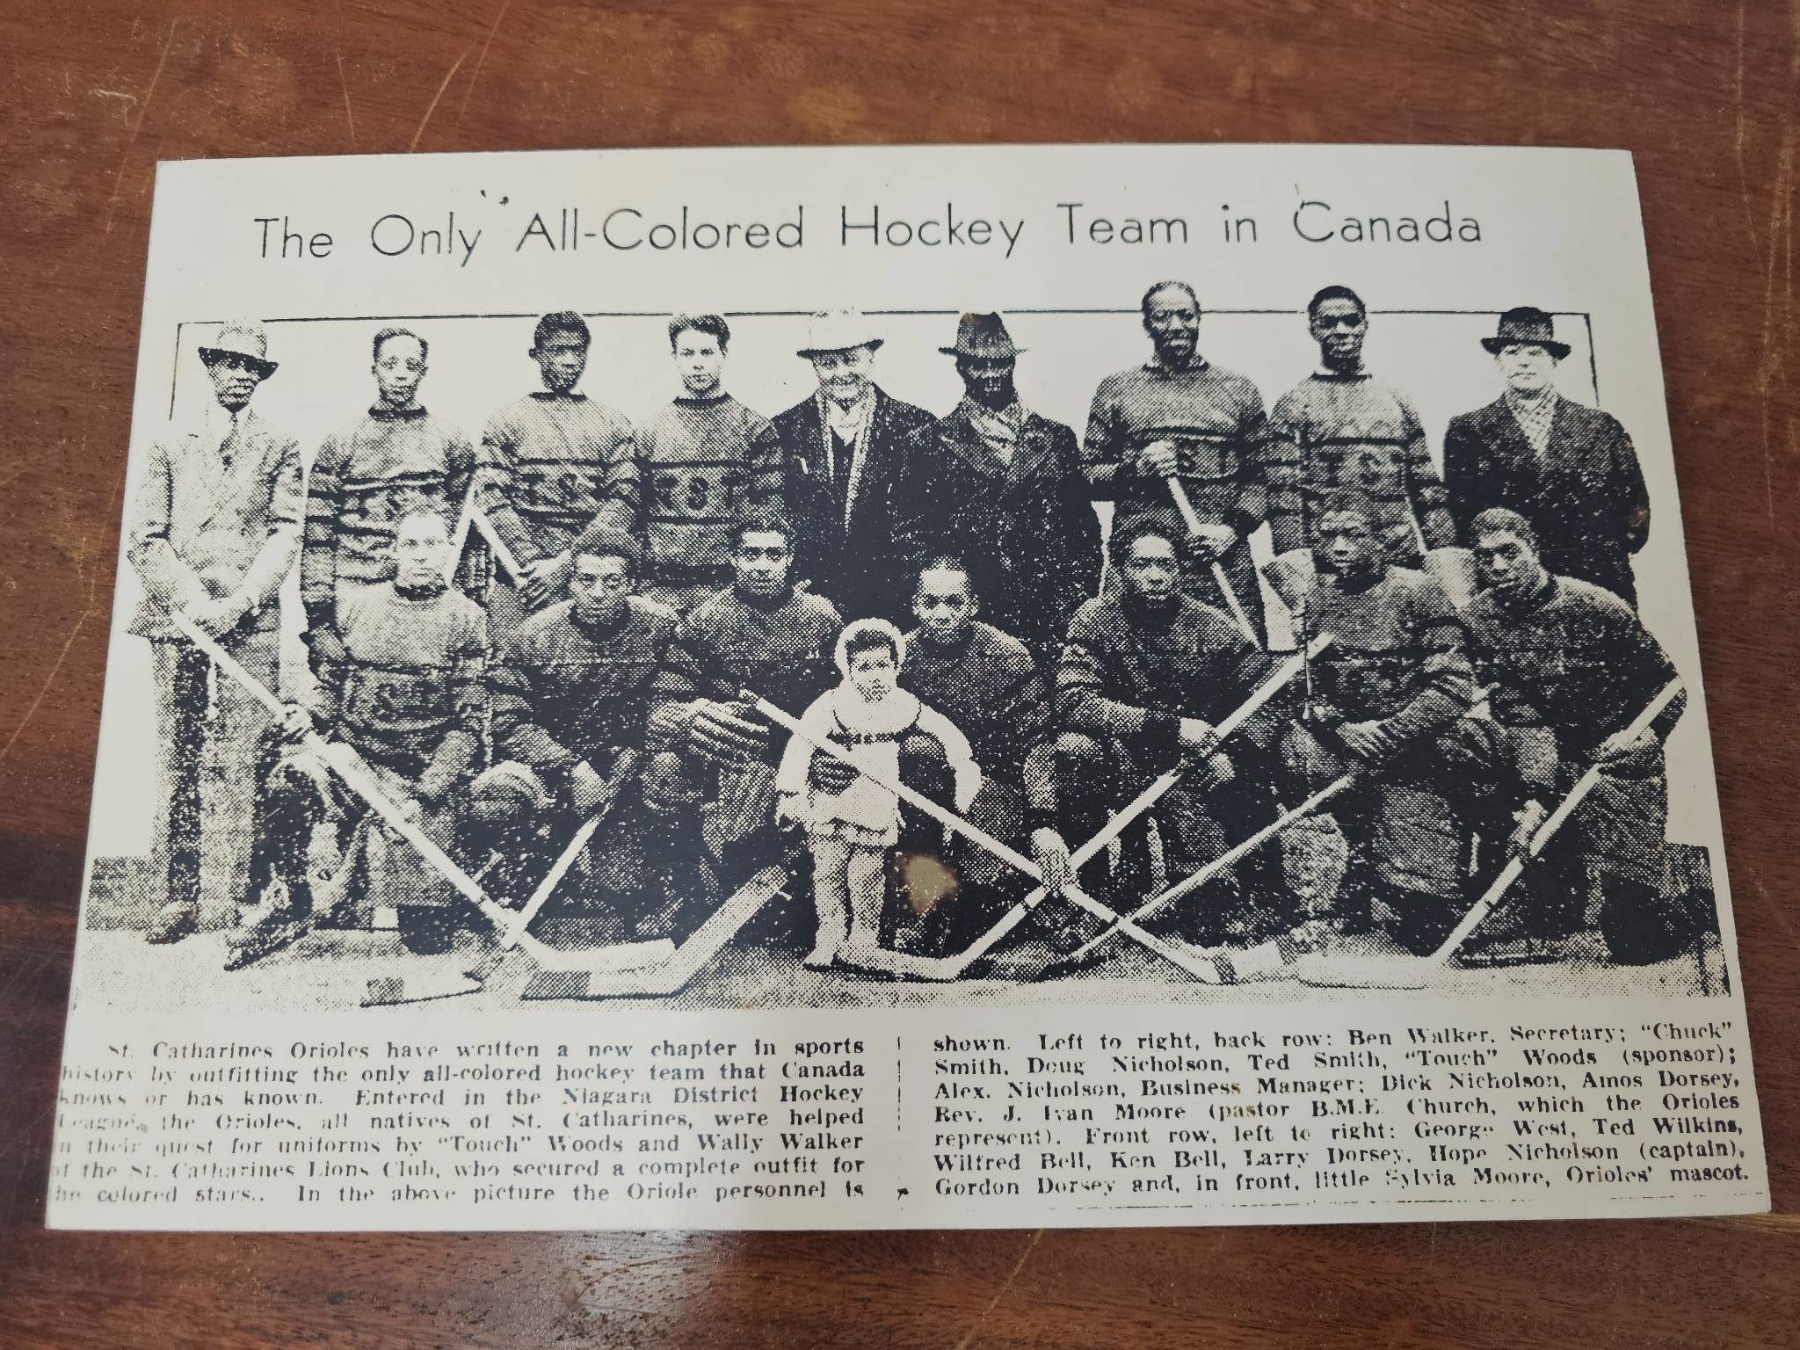 The Only All-Colored Hockey Team in Canada
St. Catharines Orioles have written a new chapter in sports
history by outfitting the only all-colored hockey team that Canada
knows or has known. Entered in the Niagara District Hockey
League, the Orioles, all natives of St. Catharines, were helped
n their quest for uniforms by "Touch" Woods and Wally Walker
of the St. Catharines Lions Club, who secured a complete outfit for
he colored stars.. In the above picture the Oriole personnel is
shown. Left to right, back row: Ben Walker, Secretary; "Chuck"
Smith, Doug Nicholson, Ted Smith, "Touch" Woods (sponsor);
Alex. Nicholson, Business Manager; Dick Nicholson, Amos Dorsey,
Rev. J. Ivan Moore (pastor B.M.E. Church, which the Orioles
represent). Front row, left to right: George West, Ted Wilkins,
Wilfred Bell, Ken Bell, Larry Dorsey, Hope Nicholson (captain),
Gordon Dorsey and, in front, little Sylvia Moore, Orioles' mascot.